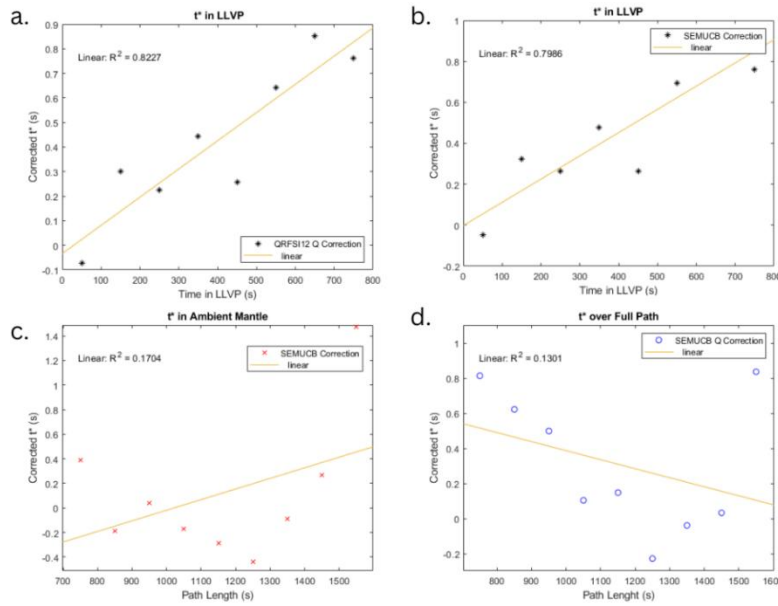 a.
t* in LLVP
0.9
0.8
0.7
0.6
0.5
0.4
0.3
0.2
0.1
0
-0.1
Corrected t* (s)
Linear: R² = 0.8227
QRFSI12 Q Correction
linear
0 100 200 300 400 500 600 700 800
Time in LLVP (s)
b.
t* in LLVP
1
0.8
0.6
0.4
0.2
0
-0.2
Corrected t* (s)
Linear: R² = 0.7986
SEMUCB Correction
linear
0 100 200 300 400 500 600 700 800
Time in LLVP (s)
c.
t* in Ambient Mantle
1.4
1.2
1
0.8
0.6
0.4
0.2
0
-0.2
-0.4
Corrected t* (s)
Linear: R² = 0.1704
SEMUCB Correction
linear
700 800 900 1000 1100 1200 1300 1400 1500
Path Length (s)
d.
t* over Full Path
1
0.8
0.6
0.4
0.2
0
-0.2
Corrected t* (s)
Linear: R² = 0.1301
SEMUCB Q Correction
linear
800 900 1000 1100 1200 1300 1400 1500 1600
Path Lenght (s)